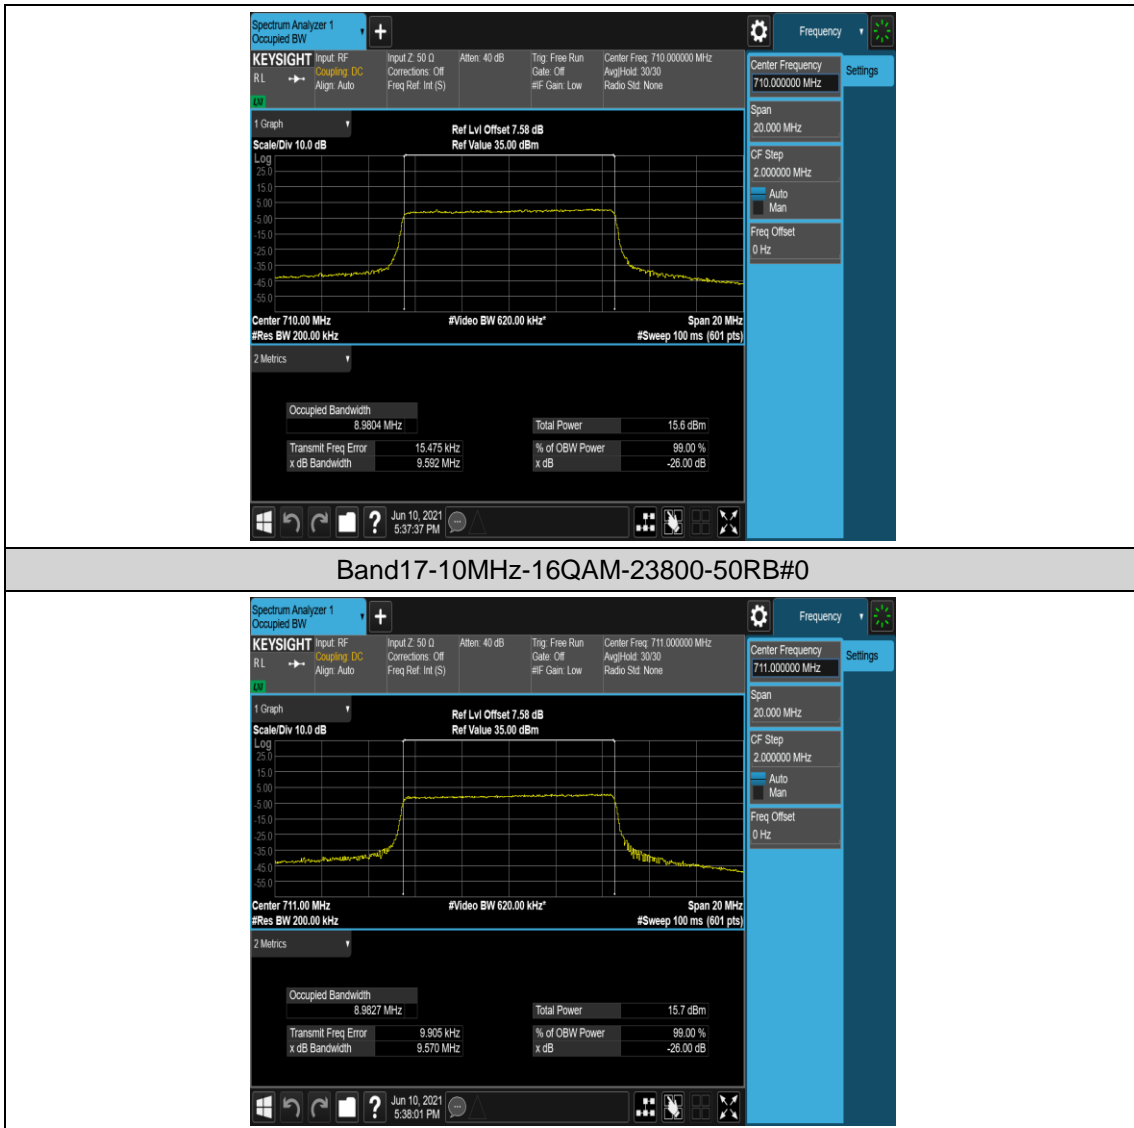 Spectrum Analyzer 1
Occupied BW
+
Frequency
KEYSIGHT
RL
LXI
Input: RF
Coupling: DC
Align: Auto
Input Z: 50 Ω
Corrections: Off
Freq Ref: Int (S)
Atten: 40 dB
Trig: Free Run
Gate: Off
#IF Gain: Low
Center Freq: 710.000000 MHz
Avg|Hold: 30/30
Radio Std: None
Center Frequency
710.000000 MHz
Settings
Span
20.000 MHz
CF Step
2.000000 MHz
Auto
Man
Freq Offset
0 Hz
1 Graph
Scale/Div 10.0 dB
Ref Lvl Offset 7.58 dB
Ref Value 35.00 dBm
Log
25.0
15.0
5.00
-5.00
-15.0
-25.0
-35.0
-45.0
-55.0
Center 710.00 MHz
#Video BW 620.00 kHz*
Span 20 MHz
#Res BW 200.00 kHz
#Sweep 100 ms (601 pts)
2 Metrics
Occupied Bandwidth
8.9804 MHz
Total Power 15.6 dBm
Transmit Freq Error 15.475 kHz
% of OBW Power 99.00 %
x dB Bandwidth 9.592 MHz
x dB -26.00 dB
?
Jun 10, 2021
5:37:37 PM
Band17-10MHz-16QAM-23800-50RB#0
Spectrum Analyzer 1
Occupied BW
+
Frequency
KEYSIGHT
RL
LXI
Input: RF
Coupling: DC
Align: Auto
Input Z: 50 Ω
Corrections: Off
Freq Ref: Int (S)
Atten: 40 dB
Trig: Free Run
Gate: Off
#IF Gain: Low
Center Freq: 711.000000 MHz
Avg|Hold: 30/30
Radio Std: None
Center Frequency
711.000000 MHz
Settings
Span
20.000 MHz
CF Step
2.000000 MHz
Auto
Man
Freq Offset
0 Hz
1 Graph
Scale/Div 10.0 dB
Ref Lvl Offset 7.58 dB
Ref Value 35.00 dBm
Log
25.0
15.0
5.00
-5.00
-15.0
-25.0
-35.0
-45.0
-55.0
Center 711.00 MHz
#Video BW 620.00 kHz*
Span 20 MHz
#Res BW 200.00 kHz
#Sweep 100 ms (601 pts)
2 Metrics
Occupied Bandwidth
8.9827 MHz
Total Power 15.7 dBm
Transmit Freq Error 9.905 kHz
% of OBW Power 99.00 %
x dB Bandwidth 9.570 MHz
x dB -26.00 dB
?
Jun 10, 2021
5:38:01 PM